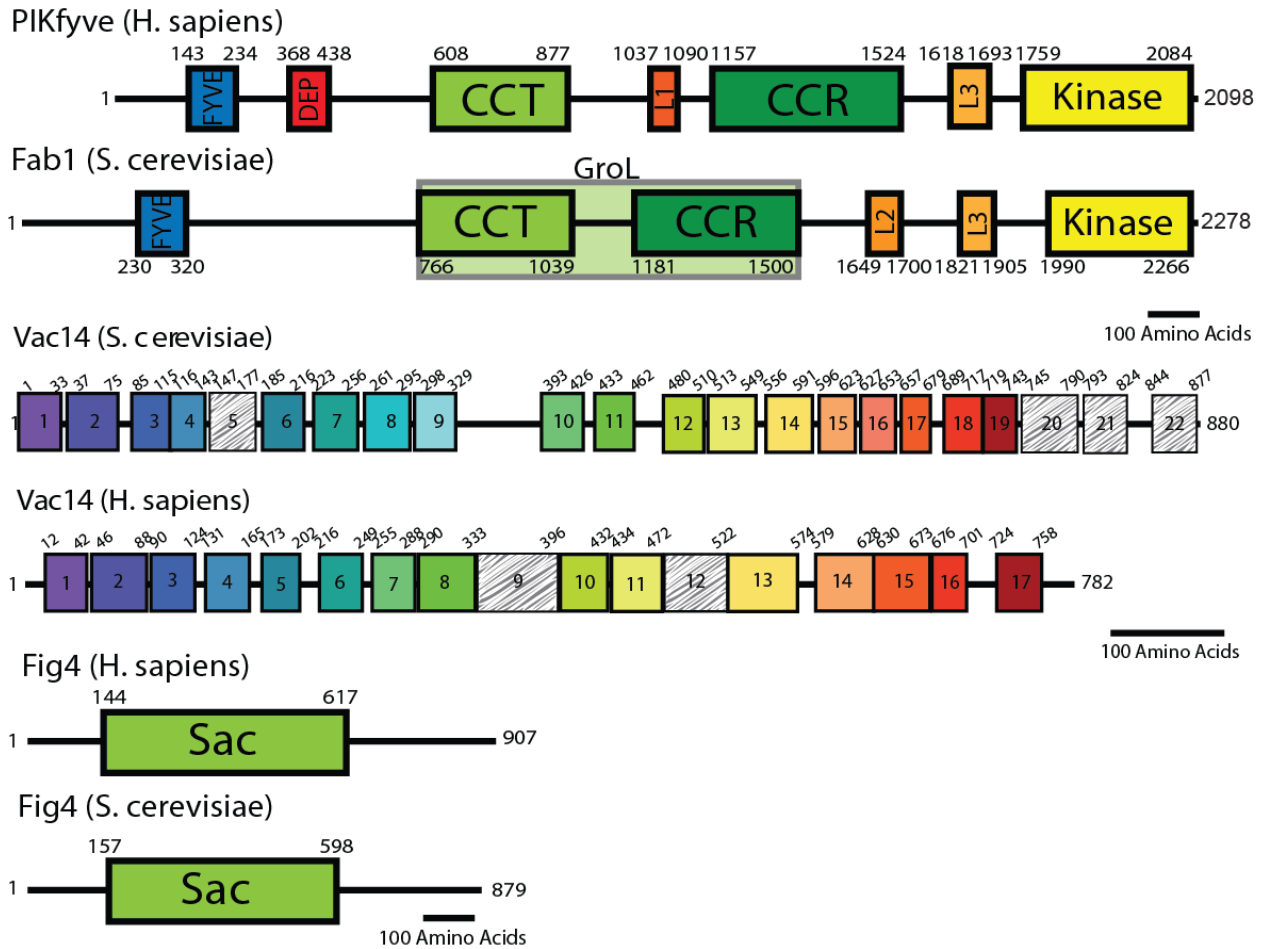 PIKfyve (H. sapiens)
143 234 368 438 608 877 1037 1090 1157 1524 1618 1693 1759 2084
1 FYVE DEP CCT L1 CCR L3 Kinase 2098
Fab1 (S. cerevisiae)
GroL
1 FYVE CCT CCR L2 L3 Kinase 2278
230 320 766 1039 1181 1500 1649 1700 1821 1905 1990 2266
100 Amino Acids
Vac14 (S. cerevisiae)
1 33 37 75 85 115 116 143 147 177 185 216 223 256 261 295 298 329 393 426 433 462 480 510 513 549 556 591 596 623 627 653 657 679 689 717 719 743 745 790 793 824 844 877
1 1 2 3 4 5 6 7 8 9 10 11 12 13 14 15 16 17 18 19 20 21 22 880
Vac14 (H. sapiens)
12 42 46 88 90 124 131 165 173 202 216 249 255 288 290 333 396 432 434 472 522 574 579 628 630 673 676 701 724 758
1 1 2 3 4 5 6 7 8 9 10 11 12 13 14 15 16 17 782
100 Amino Acids
Fig4 (H. sapiens)
144 617
1 Sac 907
Fig4 (S. cerevisiae)
157 598
1 Sac 879
100 Amino Acids